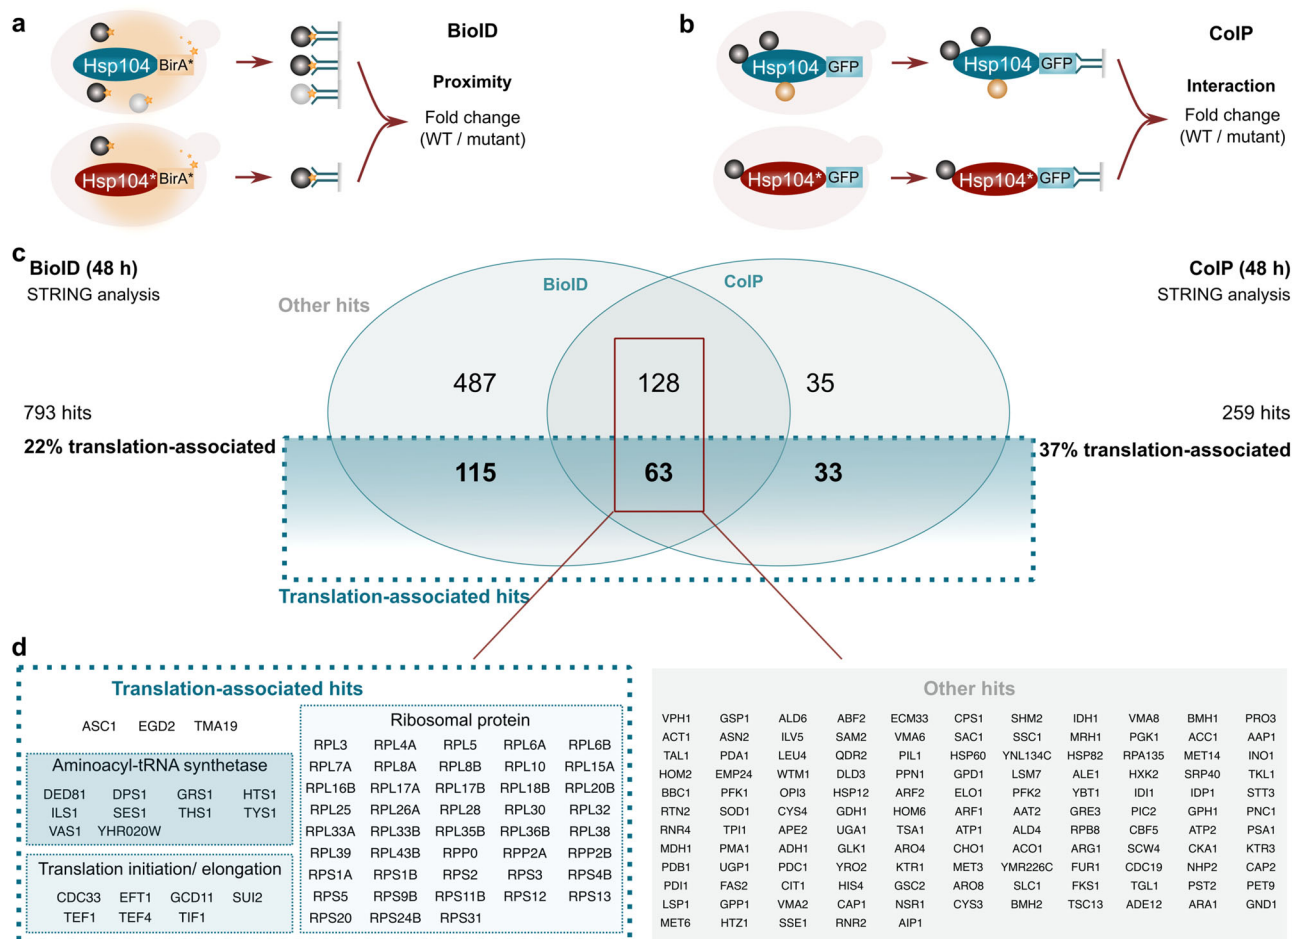 a
Hsp104
BirA*
Hsp104*
BirA*
BioID
Proximity
Fold change
(WT / mutant)
b
Hsp104
GFP
Hsp104
GFP
Hsp104*
GFP
Hsp104*
GFP
CoIP
Interaction
Fold change
(WT / mutant)
c
BioID (48 h)
STRING analysis
BioID
CoIP
CoIP (48 h)
STRING analysis
Other hits
487
128
35
793 hits
259 hits
22% translation-associated
37% translation-associated
115
63
33
Translation-associated hits
d
Translation-associated hits
ASC1 EGD2 TMA19
Aminoacyl-tRNA synthetase
DED81 DPS1 GRS1 HTS1
ILS1 SES1 THS1 TYS1
VAS1 YHR020W
Translation initiation/ elongation
CDC33 EFT1 GCD11 SUI2
TEF1 TEF4 TIF1
Ribosomal protein
RPL3 RPL4A RPL5 RPL6A RPL6B
RPL7A RPL8A RPL8B RPL10 RPL15A
RPL16B RPL17A RPL17B RPL18B RPL20B
RPL25 RPL26A RPL28 RPL30 RPL32
RPL33A RPL33B RPL35B RPL36B RPL38
RPL39 RPL43B RPP0 RPP2A RPP2B
RPS1A RPS1B RPS2 RPS3 RPS4B
RPS5 RPS9B RPS11B RPS12 RPS13
RPS20 RPS24B RPS31
Other hits
VPH1 GSP1 ALD6 ABF2 ECM33 CPS1 SHM2 IDH1 VMA8 BMH1 PRO3
ACT1 ASN2 ILV5 SAM2 VMA6 SAC1 SSC1 MRH1 PGK1 ACC1 AAP1
TAL1 PDA1 LEU4 QDR2 PIL1 HSP60 YNL134C HSP82 RPA135 MET14 INO1
HOM2 EMP24 WTM1 DLD3 PPN1 GPD1 LSM7 ALE1 HXK2 SRP40 TKL1
BBC1 PFK1 OPI3 HSP12 ARF2 ELO1 PFK2 YBT1 IDI1 IDP1 STT3
RTN2 SOD1 CYS4 GDH1 HOM6 ARF1 AAT2 GRE3 PIC2 GPH1 PNC1
RNR4 TPI1 APE2 UGA1 TSA1 ATP1 ALD4 RPB8 CBF5 ATP2 PSA1
MDH1 PMA1 ADH1 GLK1 ARO4 CHO1 ACO1 ARG1 SCW4 CKA1 KTR3
PDB1 UGP1 PDC1 YRO2 KTR1 MET3 YMR226C FUR1 CDC19 NHP2 CAP2
PDI1 FAS2 CIT1 HIS4 GSC2 ARO8 SLC1 FKS1 TGL1 PST2 PET9
LSP1 GPP1 VMA2 CAP1 NSR1 CYS3 BMH2 TSC13 ADE12 ARA1 GND1
MET6 HTZ1 SSE1 RNR2 AIP1